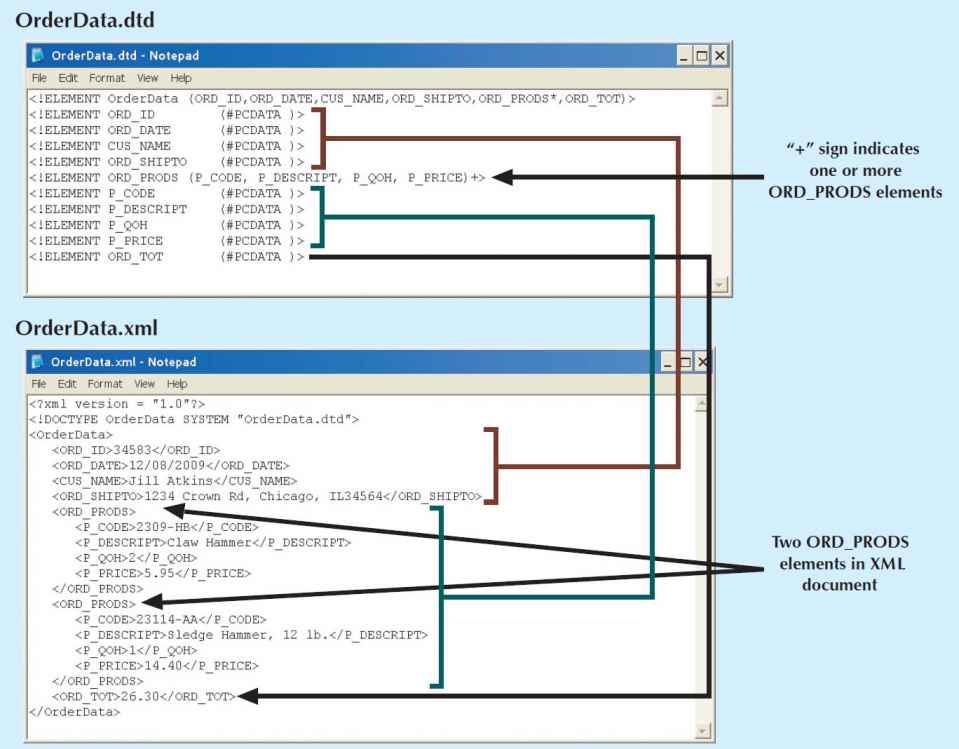 OrderData.dtd
OrderData.dtd - Notepad
File Edit Format View Help
<!ELEMENT OrderData (ORD_ID,ORD_DATE,CUS_NAME,ORD_SHIPTO,ORD_PRODS*,ORD_TOT)>
<!ELEMENT ORD_ID (#PCDATA )>
<!ELEMENT ORD_DATE (#PCDATA )>
<!ELEMENT CUS_NAME (#PCDATA )>
<!ELEMENT ORD_SHIPTO (#PCDATA )>
<!ELEMENT ORD_PRODS (P_CODE, P_DESCRIPT, P_QOH, P_PRICE)+>
<!ELEMENT P_CODE (#PCDATA )>
<!ELEMENT P_DESCRIPT (#PCDATA )>
<!ELEMENT P_QOH (#PCDATA )>
<!ELEMENT P_PRICE (#PCDATA )>
<!ELEMENT ORD_TOT (#PCDATA )>
“+” sign indicates
one or more
ORD_PRODS elements
OrderData.xml
OrderData.xml - Notepad
File Edit Format View Help
<?xml version = "1.0"?>
<!DOCTYPE OrderData SYSTEM "OrderData.dtd">
<OrderData>
<ORD_ID>34583</ORD_ID>
<ORD_DATE>12/08/2009</ORD_DATE>
<CUS_NAME>Jill Atkins</CUS_NAME>
<ORD_SHIPTO>1234 Crown Rd, Chicago, IL34564</ORD_SHIPTO>
<ORD_PRODS>
<P_CODE>2309-HB</P_CODE>
<P_DESCRIPT>Claw Hammer</P_DESCRIPT>
<P_QOH>2</P_QOH>
<P_PRICE>5.95</P_PRICE>
</ORD_PRODS>
<ORD_PRODS>
<P_CODE>23114-AA</P_CODE>
<P_DESCRIPT>Sledge Hammer, 12 lb.</P_DESCRIPT>
<P_QOH>1</P_QOH>
<P_PRICE>14.40</P_PRICE>
</ORD_PRODS>
<ORD_TOT>26.30</ORD_TOT>
</OrderData>
Two ORD_PRODS
elements in XML
document